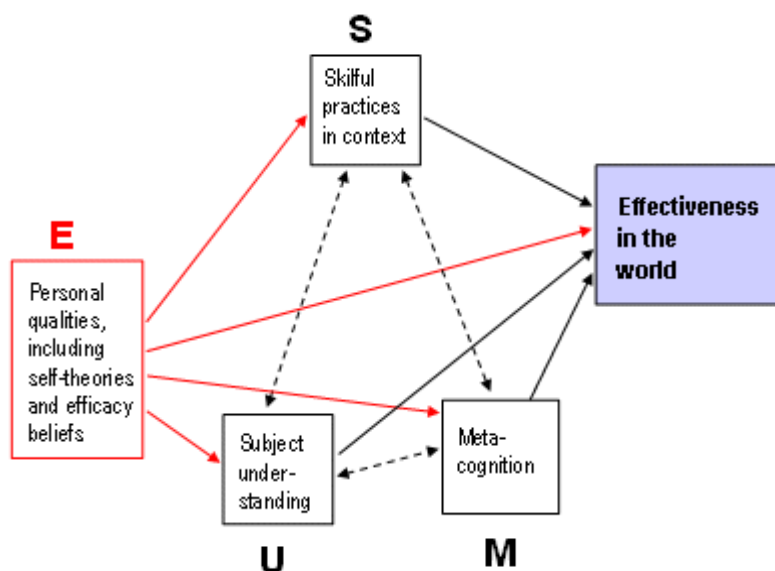 S
Skilful
practices
in context
Effectiveness
in the
world
E
Personal
qualities,
including
self-theories
and efficacy
beliefs
Subject
under-
standing
U
Meta-
cognition
M